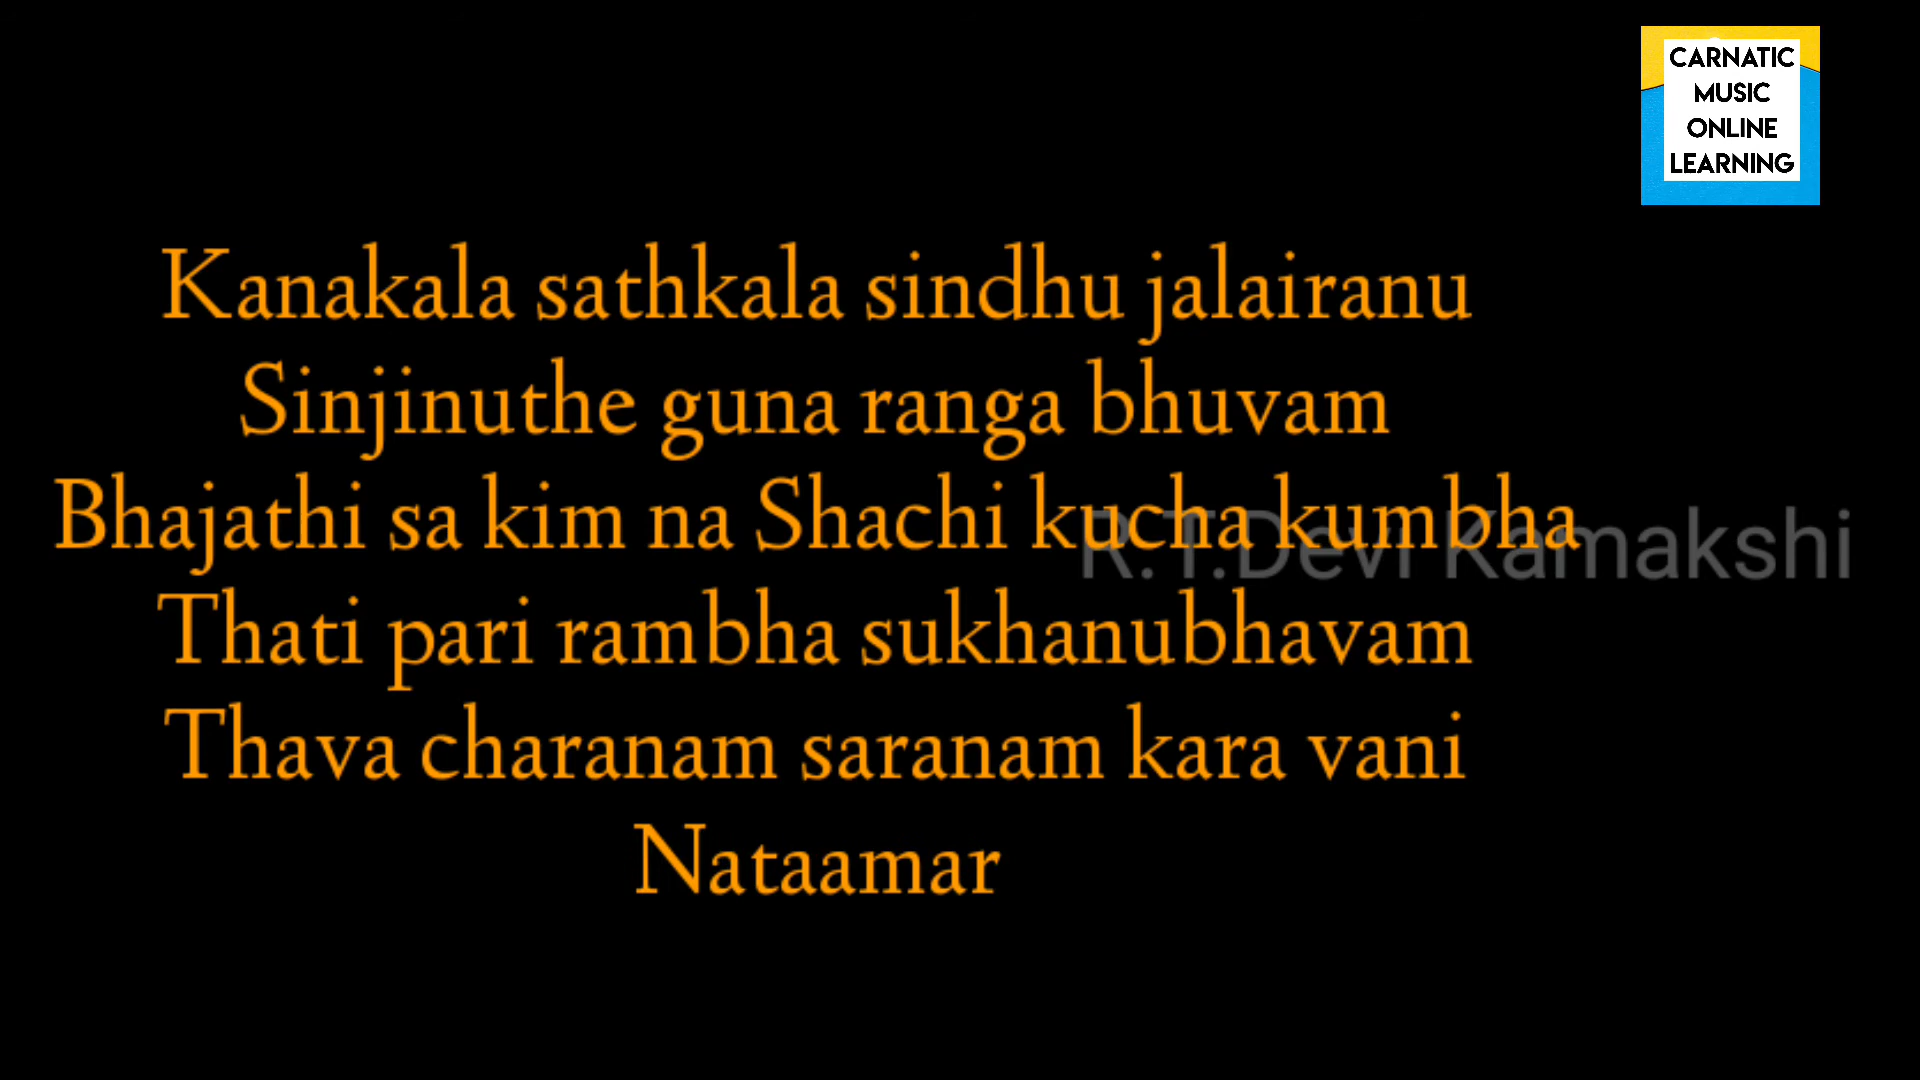 CARNATIC
MUSIC
ONLINE
LEARNING
Kanakala sathkala sindhu jalairanu
Sinjinuthe guna ranga bhuvam
Bhajathi sa kim na Shachi kucha kumbha
R.T.Devi Kamakshi
Thati pari rambha sukhanubhavam
Thava charanam saranam kara vani
Nataamar